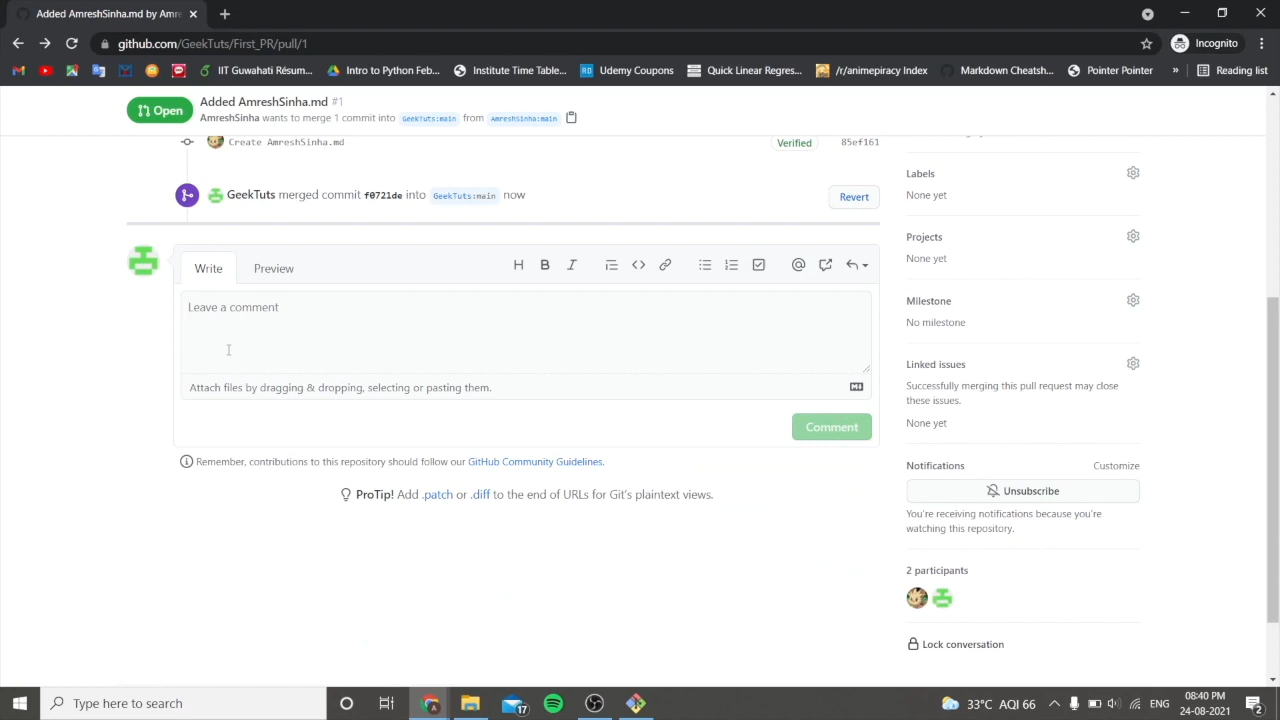 Added AmreshSinha.md by Amre
github.com/GeekTuts/First_PR/pull/1
Incognito
IIT Guwahati Résum...
Intro to Python Feb...
Institute Time Table...
RD Udemy Coupons
Quick Linear Regres...
/r/animepiracy Index
Markdown Cheatsh...
Pointer Pointer
»
Reading list
Open
Added AmreshSinha.md #1
AmreshSinha wants to merge 1 commit into GeekTuts:main from AmreshSinha:main
Create AmreshSinha.md
Verified
85ef161
GeekTuts merged commit f0721de into GeekTuts:main now
Revert
Write
Preview
Leave a comment
Attach files by dragging & dropping, selecting or pasting them.
Comment
Remember, contributions to this repository should follow our GitHub Community Guidelines.
ProTip! Add .patch or .diff to the end of URLs for Git's plaintext views.
Labels
None yet
Projects
None yet
Milestone
No milestone
Linked issues
Successfully merging this pull request may close
these issues.
None yet
Notifications
Customize
Unsubscribe
You're receiving notifications because you're
watching this repository.
2 participants
Lock conversation
Type here to search
17
33°C AQI 66
ENG
08:40 PM
24-08-2021
2